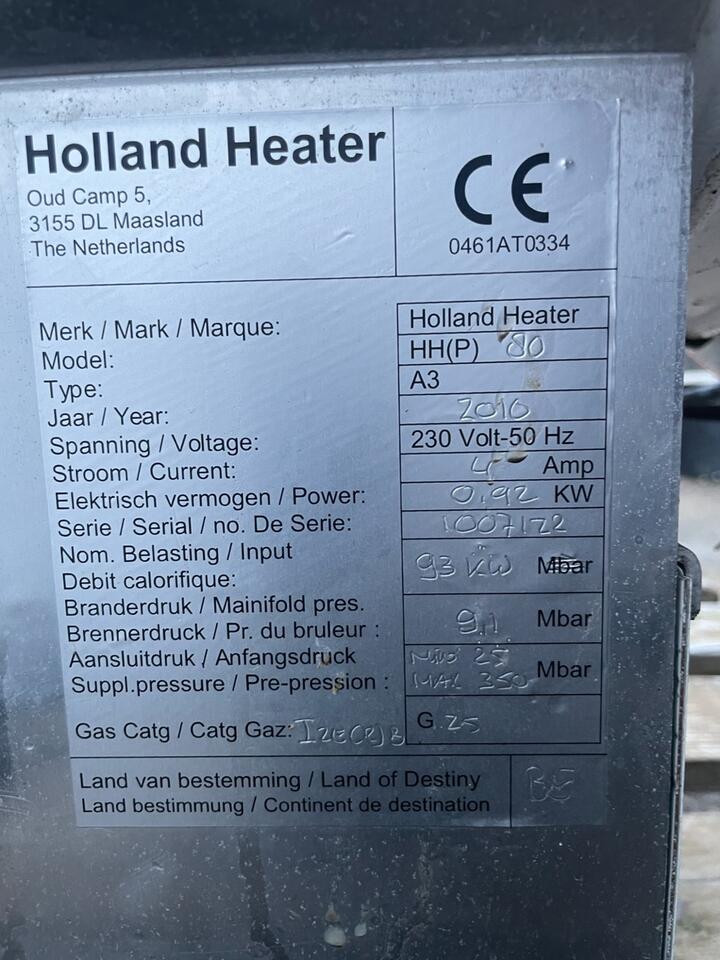 Holland Heater
Oud Camp 5,
3155 DL Maasland
The Netherlands
CE
0461AT0334
Merk / Mark / Marque: Holland Heater
Model: HH(P) 80
Type: A3
Jaar / Year: 2010
Spanning / Voltage: 230 Volt-50 Hz
Stroom / Current: 4 Amp
Elektrisch vermogen / Power: 0,92 KW
Serie / Serial / no. De Serie: 1007122
Nom. Belasting / Input
Debit calorifique: 93 KW Mbar
Branderdruk / Mainifold pres.
Brennerdruck / Pr. du bruleur : 9,1 Mbar
Aansluitdruk / Anfangsdruck
Suppl.pressure / Pre-pression : 25 Mbar
MAX 350
Gas Catg / Catg Gaz: I2E(R)B G 25
Land van bestemming / Land of Destiny
Land bestimmung / Continent de destination BE